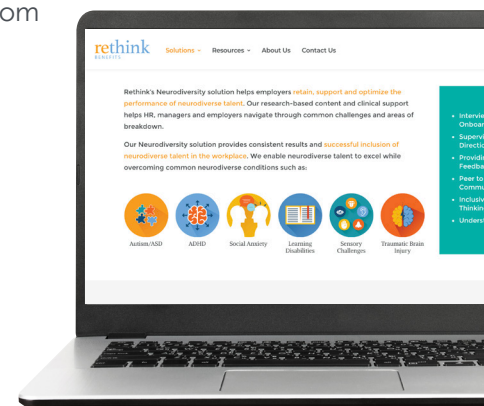 om
rethink
BENEFITS
Solutions
Resources
About Us
Contact Us
Rethink's Neurodiversity solution helps employers retain, support and optimize the
performance of neurodiverse talent. Our research-based content and clinical support
helps HR, managers and employers navigate through common challenges and areas of
breakdown.
Our Neurodiversity solution provides consistent results and successful inclusion of
neurodiverse talent in the workplace. We enable neurodiverse talent to excel while
overcoming common neurodiverse conditions such as:
Autism/ASD
ADHD
Social Anxiety
Learning
Disabilities
Sensory
Challenges
Traumatic Brain
Injury
• Intervie
Onboar
• Supervi
Directio
• Providin
Feedba
• Peer to
Commu
• Inclusiv
Thinkin
• Unders